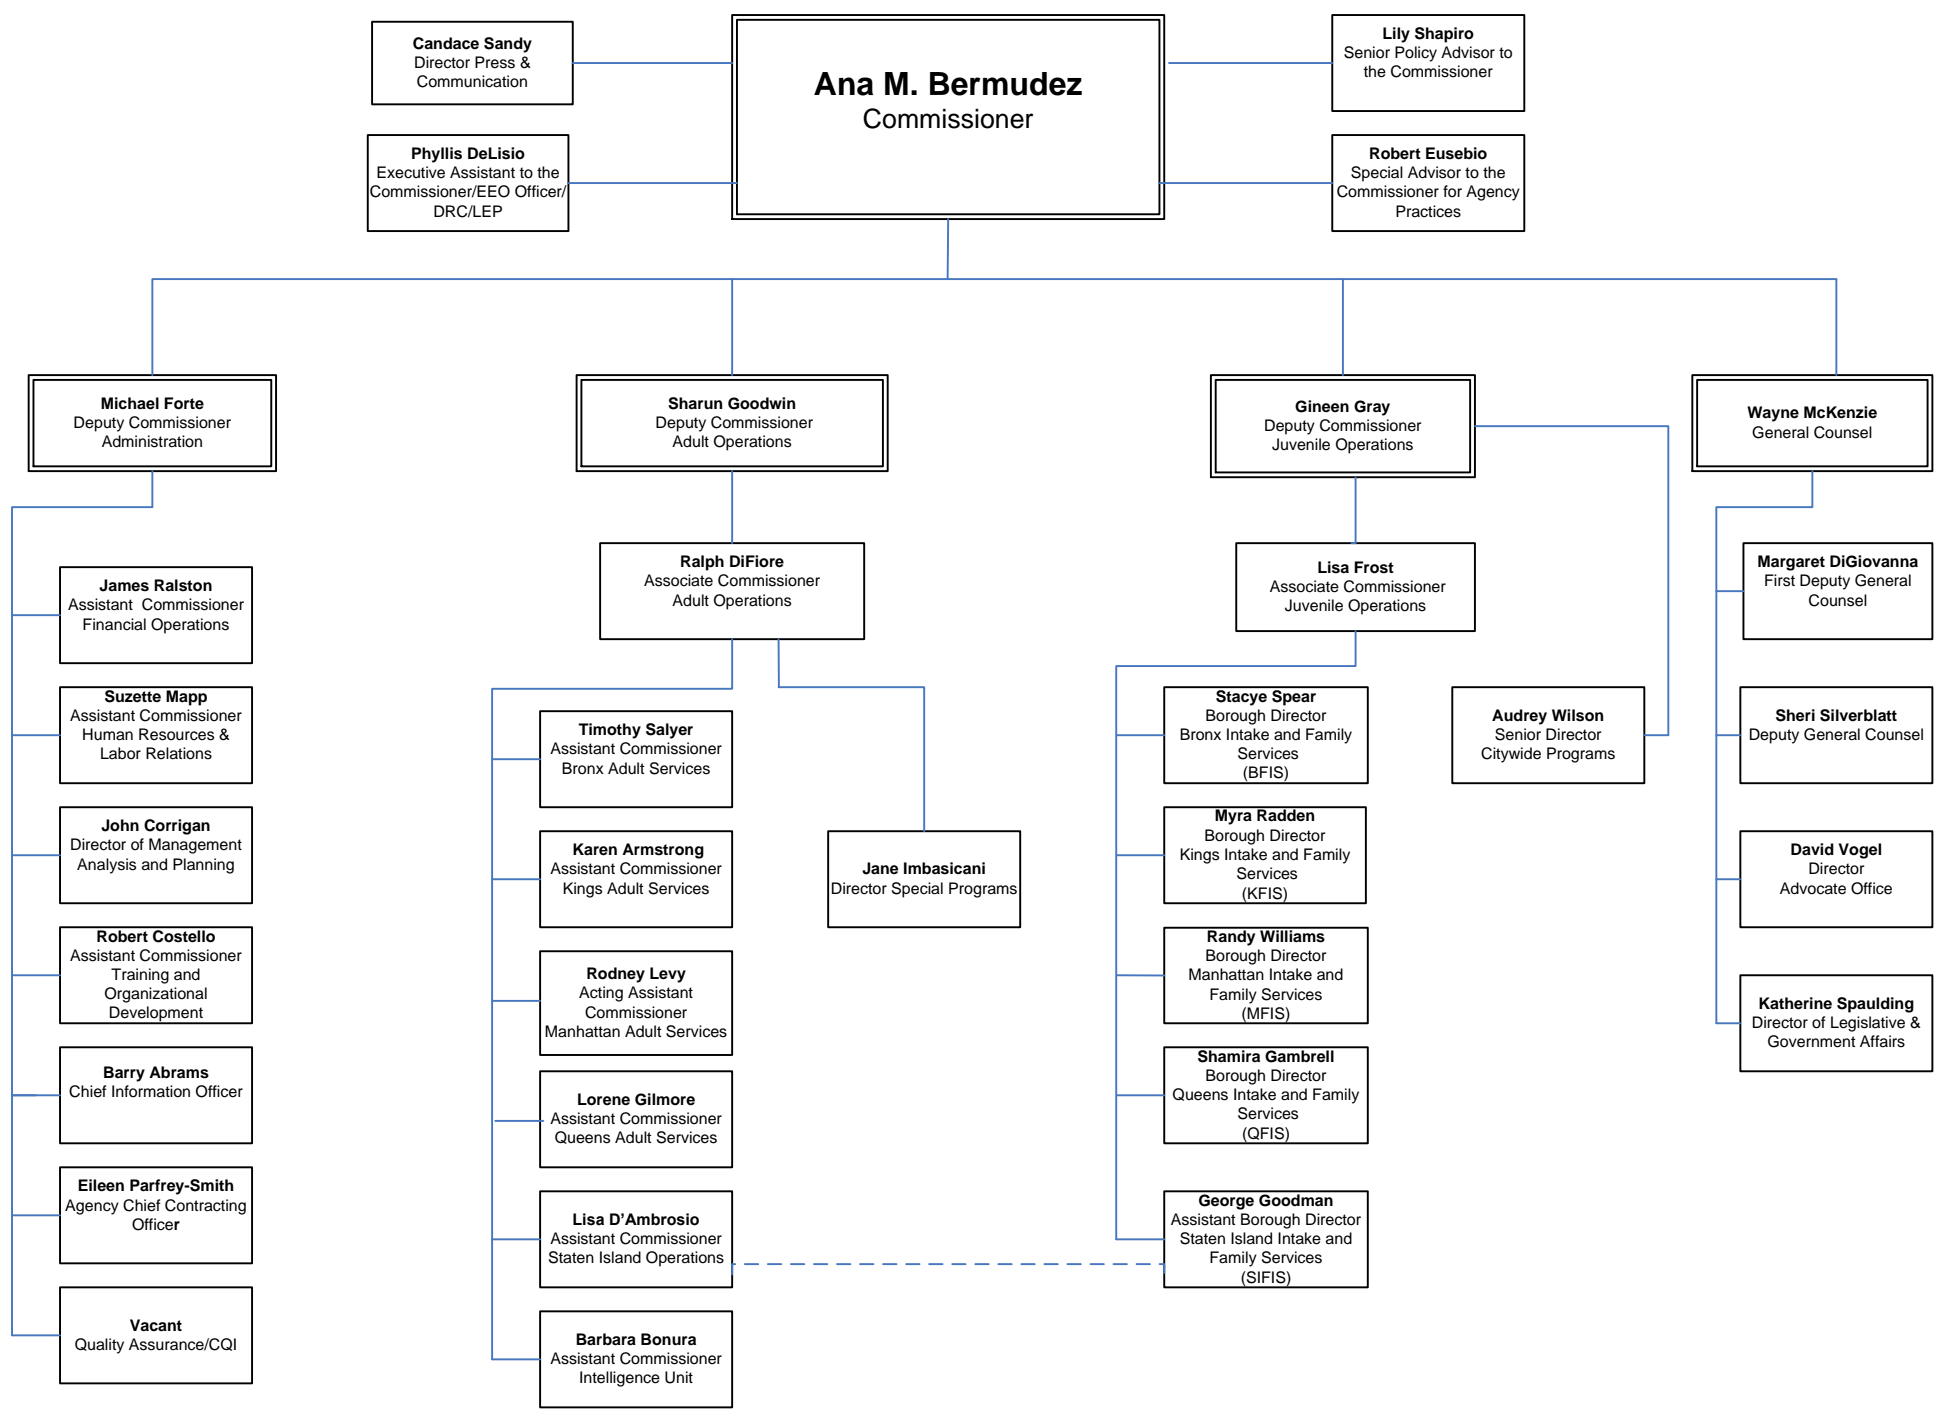 Candace Sandy
Director Press &
Communication
Ana M. Bermudez
Commissioner
Lily Shapiro
Senior Policy Advisor to
the Commissioner
Phyllis DeLisio
Executive Assistant to the
Commissioner/EEO Officer/
DRC/LEP
Robert Eusebio
Special Advisor to the
Commissioner for Agency
Practices
Michael Forte
Deputy Commissioner
Administration
Sharun Goodwin
Deputy Commissioner
Adult Operations
Gineen Gray
Deputy Commissioner
Juvenile Operations
Wayne McKenzie
General Counsel
James Ralston
Assistant  Commissioner
Financial Operations
Suzette Mapp
Assistant Commissioner
Human Resources &
Labor Relations
John Corrigan
Director of Management
Analysis and Planning
Robert Costello
Assistant Commissioner
Training and
Organizational
Development
Barry Abrams
Chief Information Officer
Eileen Parfrey-Smith
Agency Chief Contracting
Officer
Vacant
Quality Assurance/CQI
Ralph DiFiore
Associate Commissioner
Adult Operations
Timothy Salyer
Assistant Commissioner
Bronx Adult Services
Karen Armstrong
Assistant Commissioner
Kings Adult Services
Rodney Levy
Acting Assistant
Commissioner
Manhattan Adult Services
Lorene Gilmore
Assistant Commissioner
Queens Adult Services
Lisa D’Ambrosio
Assistant Commissioner
Staten Island Operations
Barbara Bonura
Assistant Commissioner
Intelligence Unit
Jane Imbasicani
Director Special Programs
Lisa Frost
Associate Commissioner
Juvenile Operations
Stacye Spear
Borough Director
Bronx Intake and Family
Services
(BFIS)
Myra Radden
Borough Director
Kings Intake and Family
Services
(KFIS)
Randy Williams
Borough Director
Manhattan Intake and
Family Services
(MFIS)
Shamira Gambrell
Borough Director
Queens Intake and Family
Services
(QFIS)
George Goodman
Assistant Borough Director
Staten Island Intake and
Family Services
(SIFIS)
Audrey Wilson
Senior Director
Citywide Programs
Margaret DiGiovanna
First Deputy General
Counsel
Sheri Silverblatt
Deputy General Counsel
David Vogel
Director
Advocate Office
Katherine Spaulding
Director of Legislative &
Government Affairs